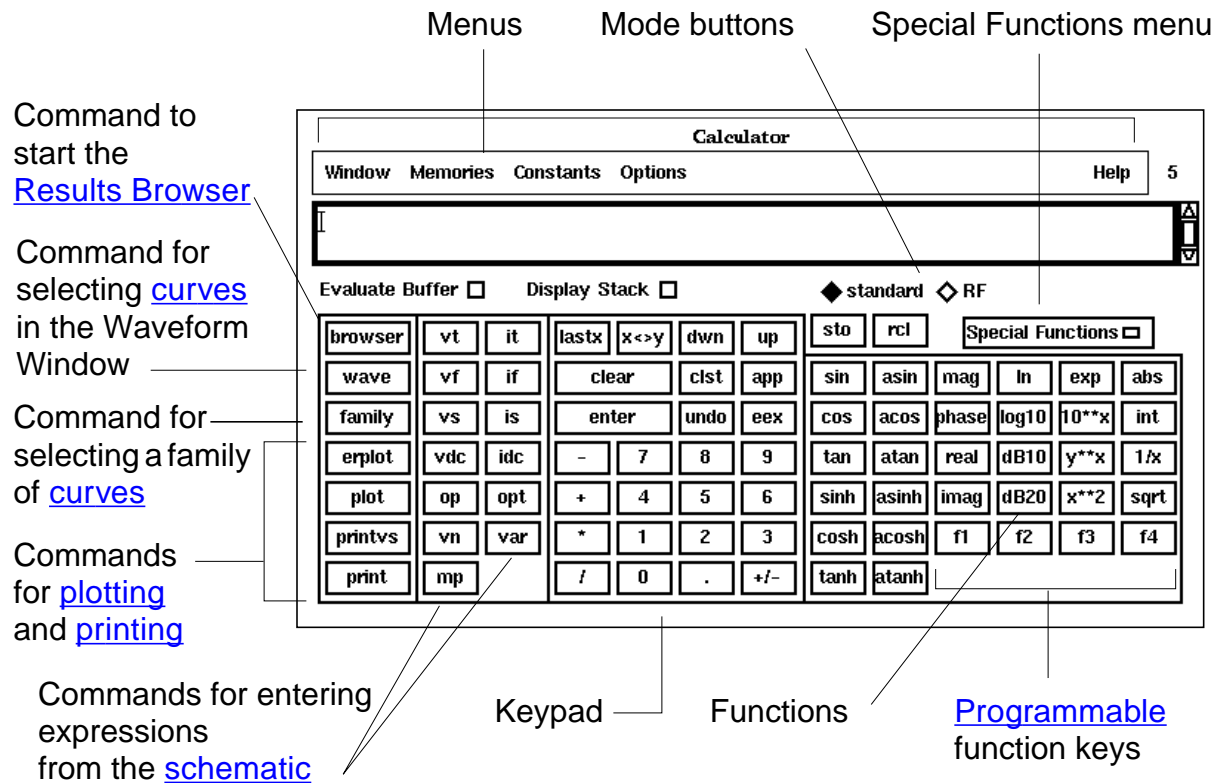 Menus
Mode buttons
Special Functions menu
Command to
start the
Results Browser
Command for
selecting curves
in the Waveform
Window
Command for
selecting a family
of curves
Commands
for plotting
and printing
Commands for entering
expressions
from the schematic
Calculator
Window Memories Constants Options Help 5
Evaluate Buffer Display Stack standard RF
browser vt it lastx x<>y dwn up sto rcl Special Functions
wave vf if clear clst app sin asin mag ln exp abs
family vs is enter undo eex cos acos phase log10 10**x int
erplot vdc idc - 7 8 9 tan atan real dB10 y**x 1/x
plot op opt + 4 5 6 sinh asinh imag dB20 x**2 sqrt
printvs vn var * 1 2 3 cosh acosh f1 f2 f3 f4
print mp / 0 . +/- tanh atanh
Keypad
Functions
Programmable
function keys